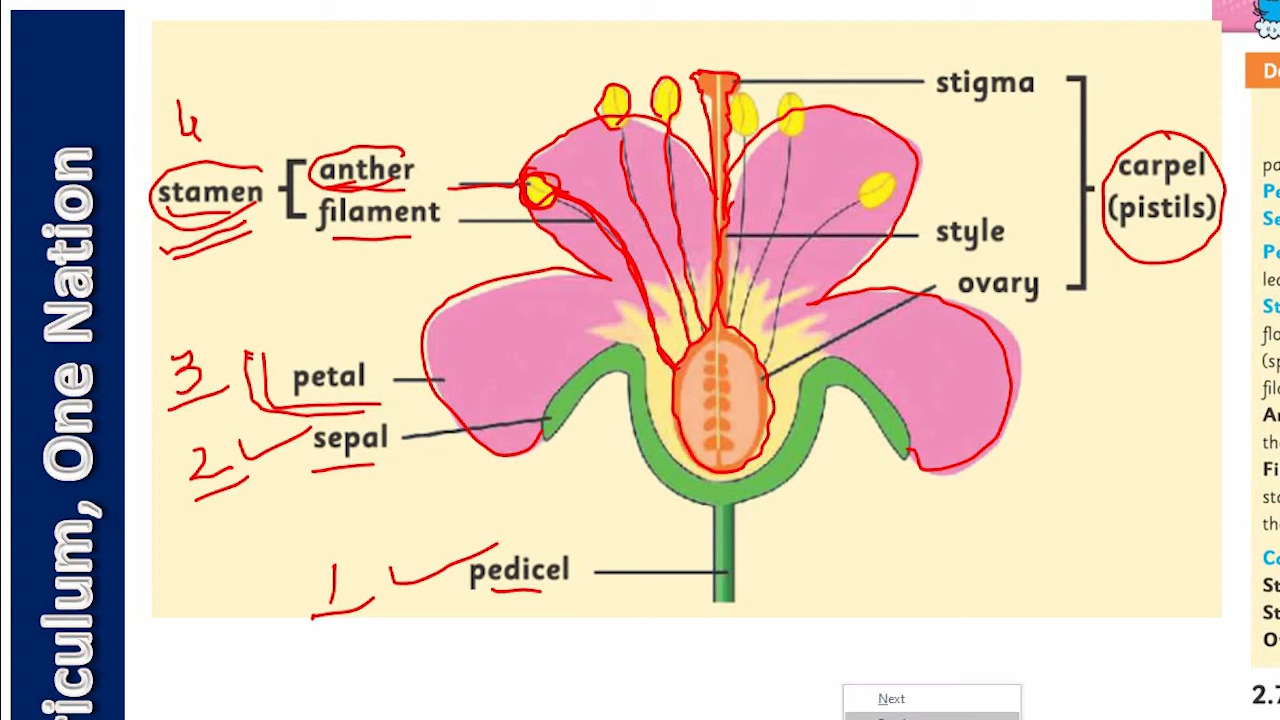 riculum, One Nation
4
stamen
anther
filament
3
petal
2
sepal
1
pedicel
stigma
style
ovary
carpel
(pistils)
Next
2.7